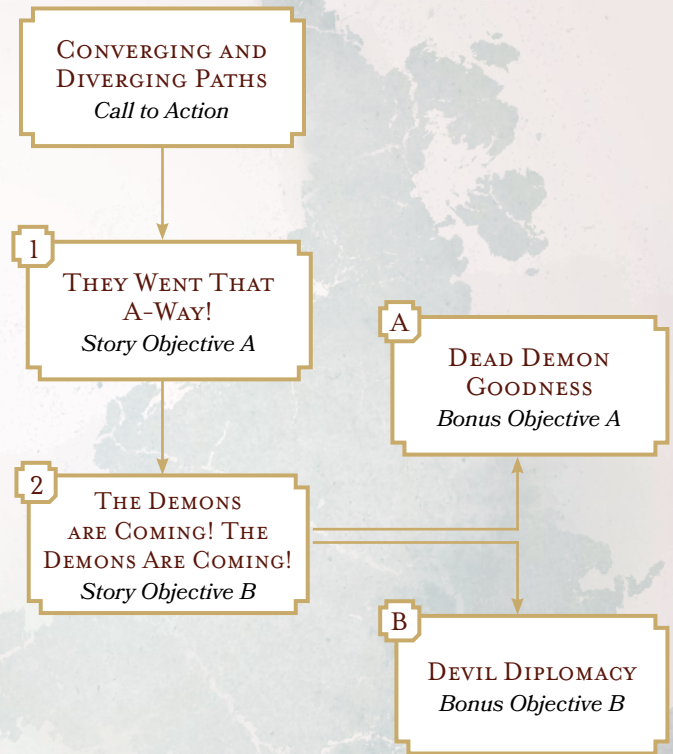 Converging and
Diverging Paths
Call to Action
1
They Went That
A-Way!
Story Objective A
A
Dead Demon
Goodness
Bonus Objective A
2
The Demons
are Coming! The
Demons Are Coming!
Story Objective B
B
Devil Diplomacy
Bonus Objective B